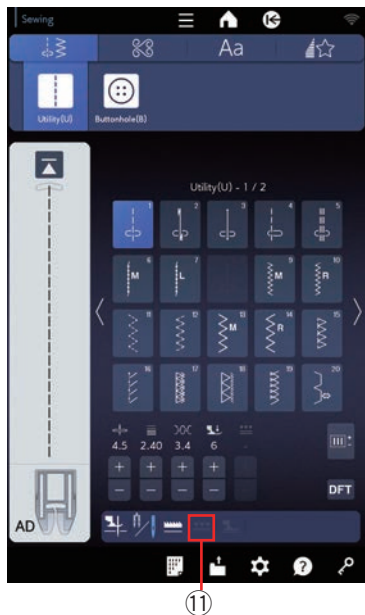 Sewing
Aa
Utility(U)
Buttonhole(B)
Utility(U) - 1 / 2
1 2 3 4 5
6 M 7 L 9 M 10 R
11 12 13 M 14 R 15
16 17 18 19 20
4.5 2.40 3.4 6 -
+ + + +
- - - -
DFT
AD
?
⑪